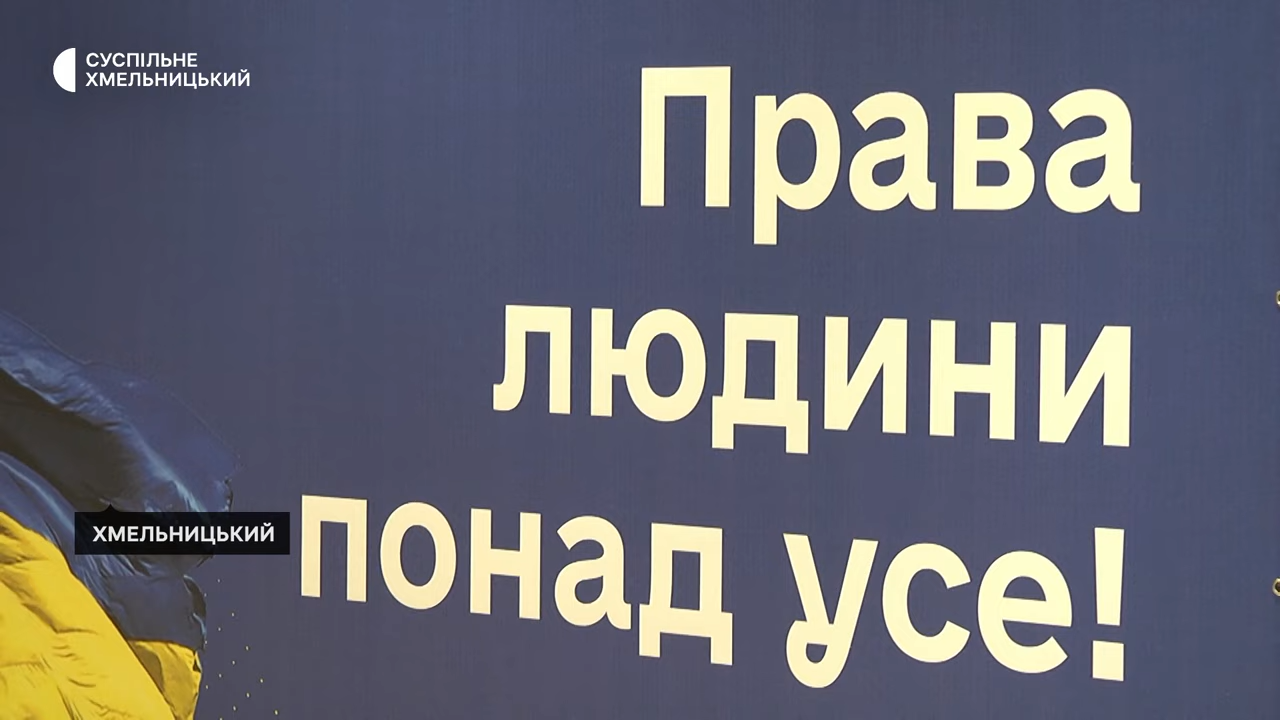 СУСПІЛЬНЕ
ХМЕЛЬНИЦЬКИЙ
Права
людини
понад усе!
ХМЕЛЬНИЦЬКИЙ